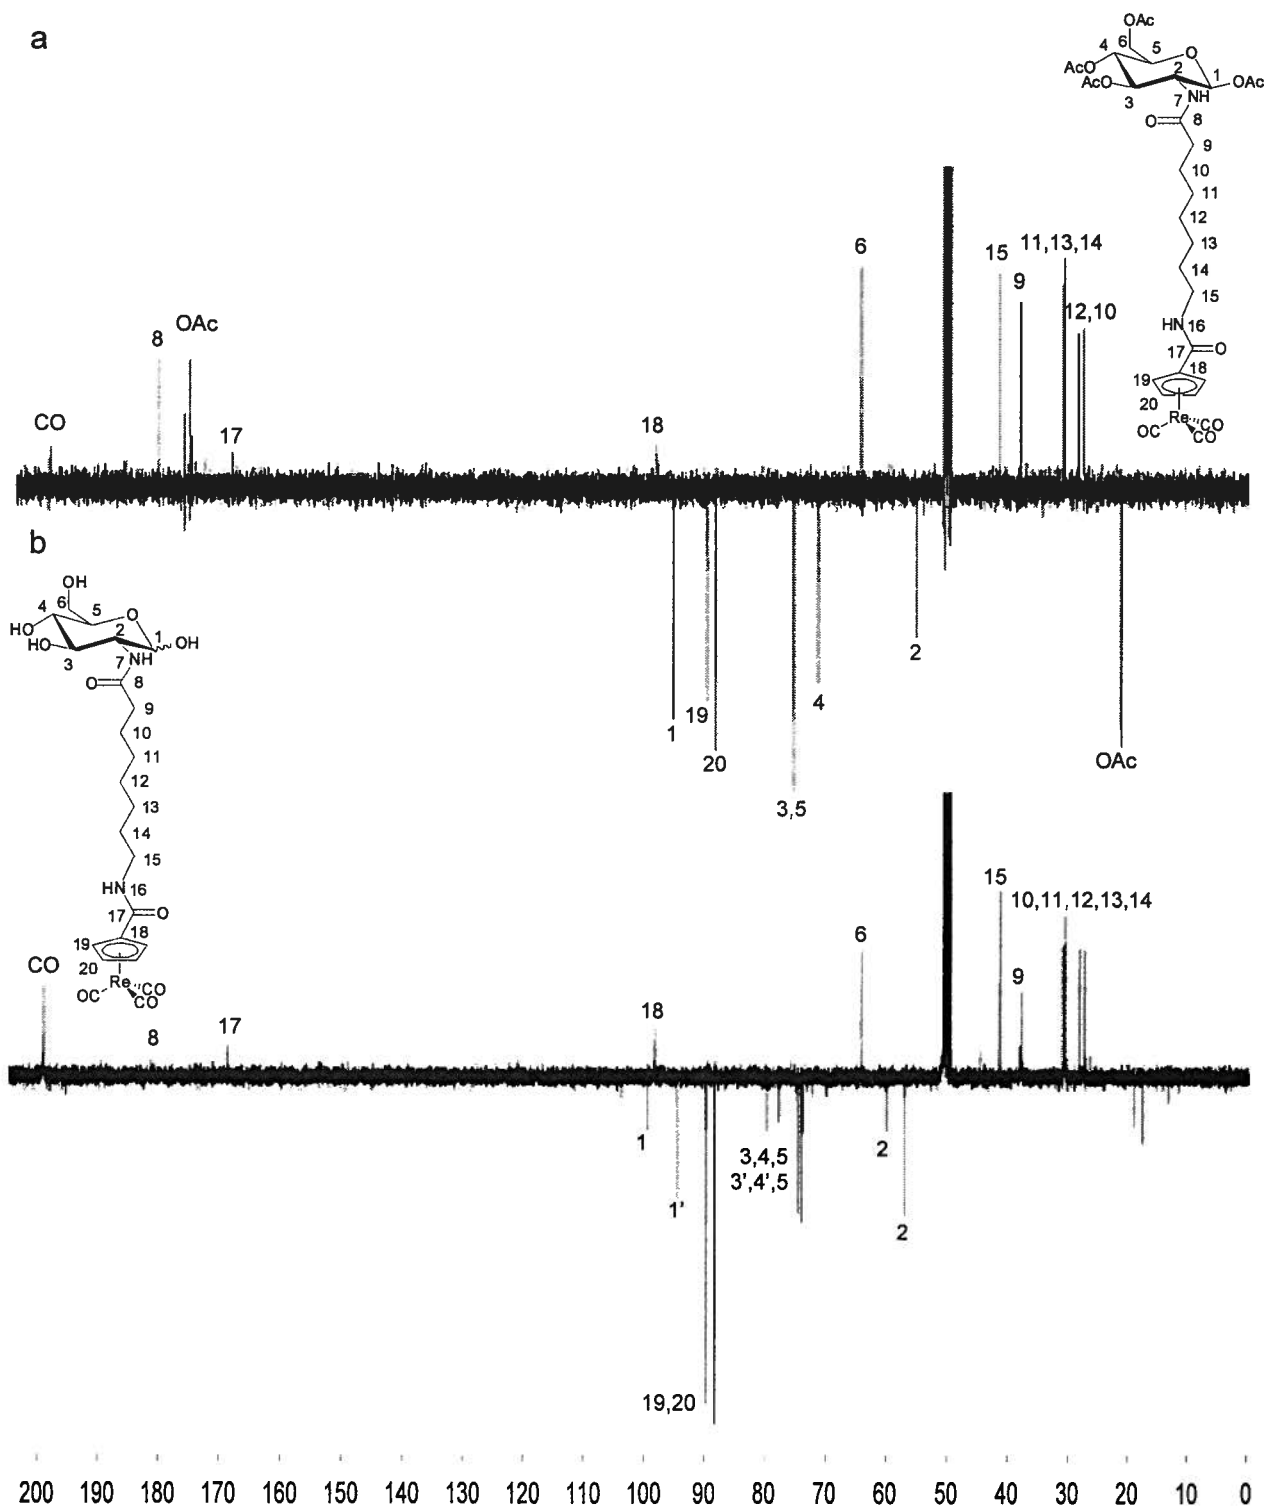 a
OAc
6
4
5
O
AcO
2
1
OAc
AcO
3
7
NH
O
8
9
10
11
12
13
14
15
HN
16
17
O
18
19
20
Re
OC
CO
CO
6
15
11,13,14
9
12,10
8
OAc
CO
17
18
1
19
20
3,5
4
2
OAc
b
OH
6
4
5
O
HO
2
1
OH
HO
3
7
NH
O
8
9
10
11
12
13
14
15
HN
16
17
O
18
19
20
Re
OC
CO
CO
CO
8
17
18
6
15
10,11,12,13,14
9
1
1'
3,4,5
3',4',5
2
2
19,20
200 190 180 170 160 150 140 130 120 110 100 90 80 70 60 50 40 30 20 10 0